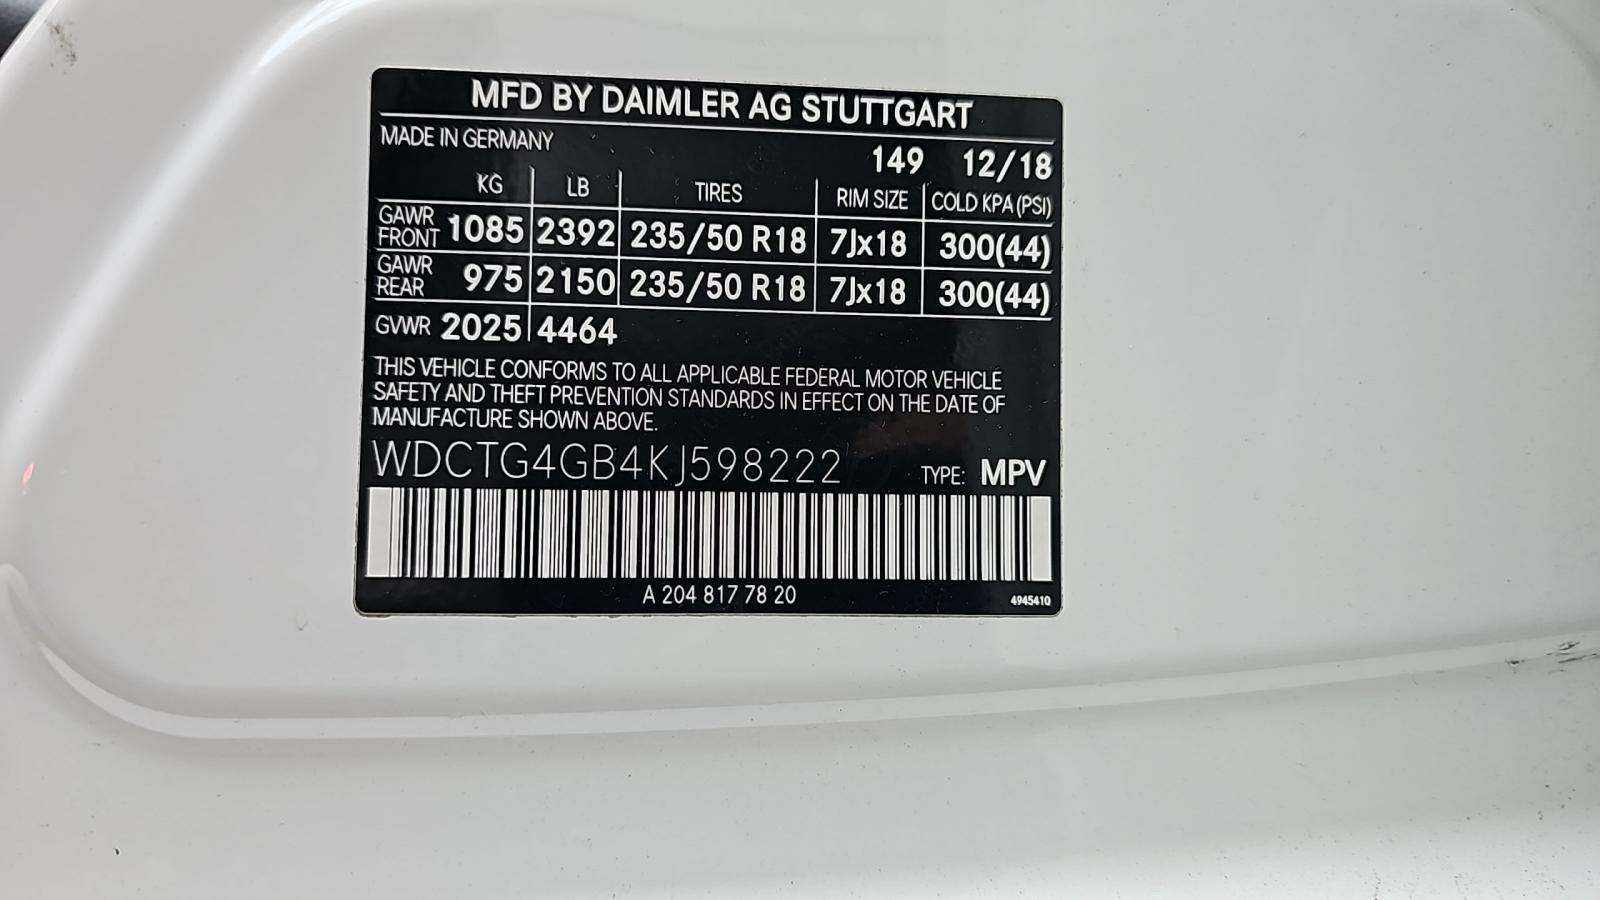 MFD BY DAIMLER AG STUTTGART
MADE IN GERMANY
149 12/18
KG LB TIRES RIM SIZE COLD KPA (PSI)
GAWR FRONT 1085 2392 235/50 R18 7Jx18 300(44)
GAWR REAR 975 2150 235/50 R18 7Jx18 300(44)
GVWR 2025 4464
THIS VEHICLE CONFORMS TO ALL APPLICABLE FEDERAL MOTOR VEHICLE
SAFETY AND THEFT PREVENTION STANDARDS IN EFFECT ON THE DATE OF
MANUFACTURE SHOWN ABOVE.
WDCTG4GB4KJ598222 TYPE: MPV
A 204 817 78 20 4945410